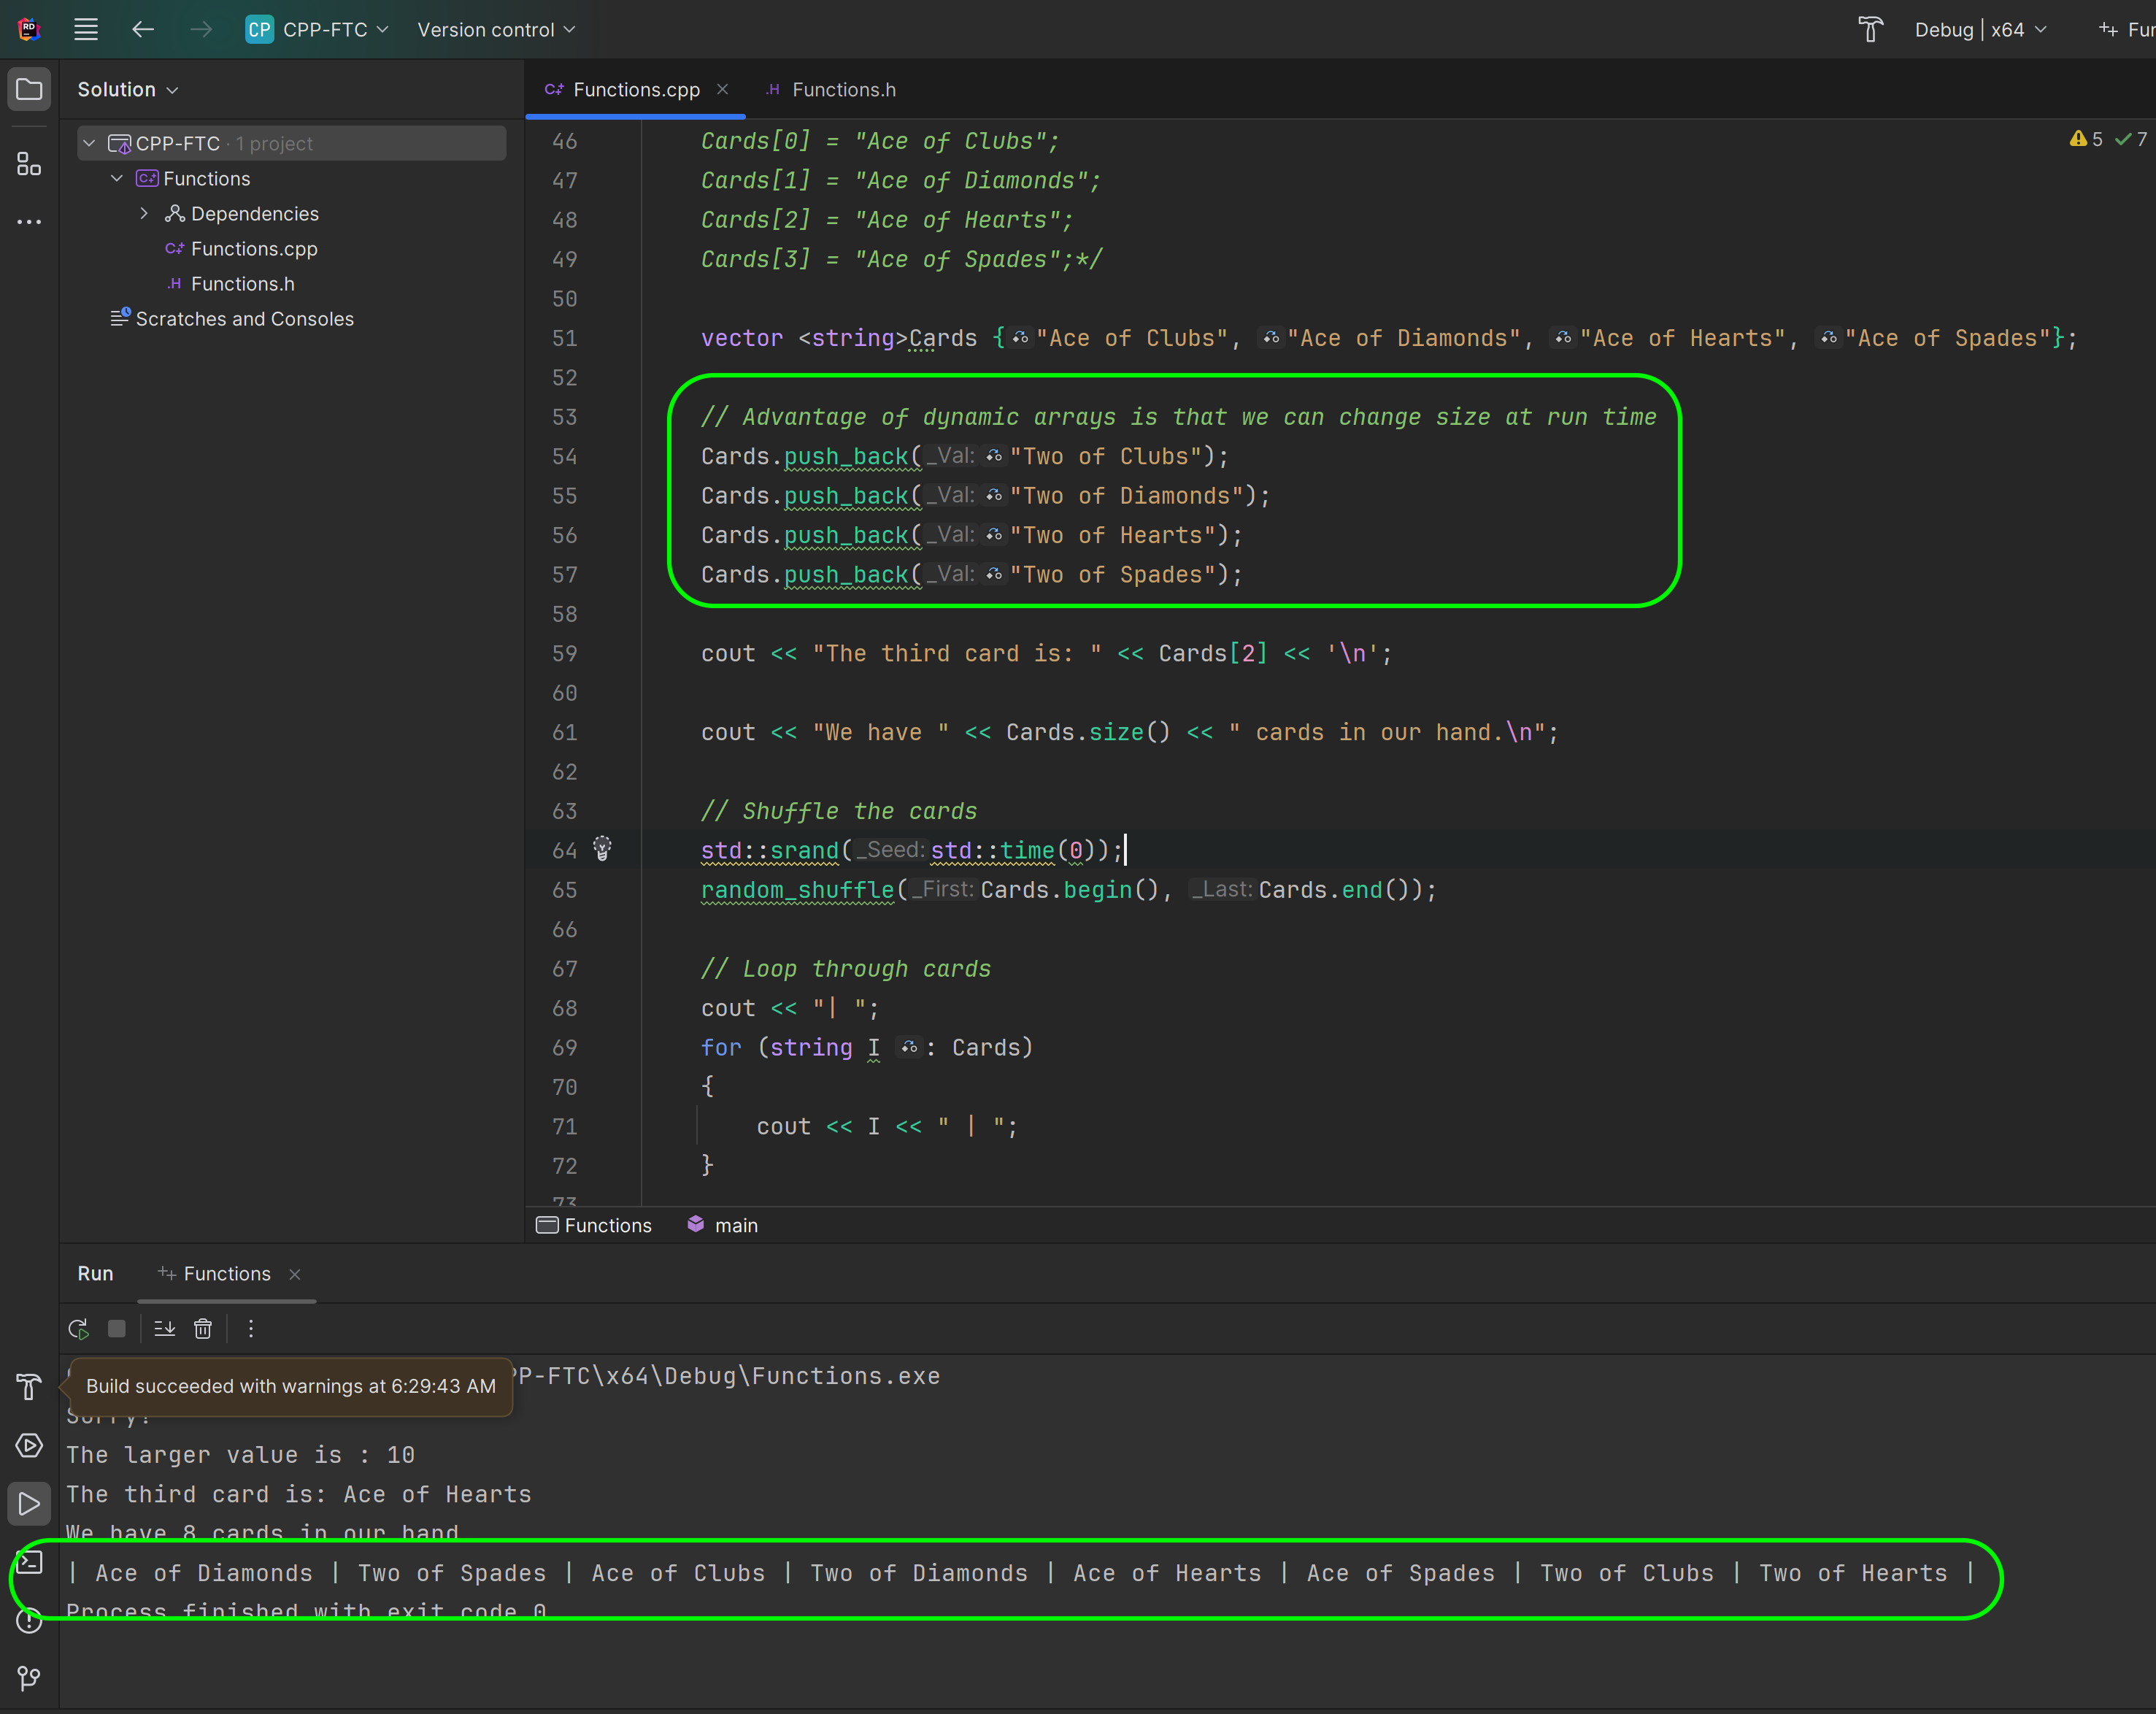 CP CPP-FTC Version control Debug | x64
Solution
CPP-FTC · 1 project
Functions
Dependencies
Functions.cpp
Functions.h
Scratches and Consoles
Functions.cpp Functions.h
5 7
46 Cards[0] = "Ace of Clubs";
47 Cards[1] = "Ace of Diamonds";
48 Cards[2] = "Ace of Hearts";
49 Cards[3] = "Ace of Spades";*/
50
51 vector <string>Cards {"Ace of Clubs", "Ace of Diamonds", "Ace of Hearts", "Ace of Spades"};
52
53 // Advantage of dynamic arrays is that we can change size at run time
54 Cards.push_back(_Val: "Two of Clubs");
55 Cards.push_back(_Val: "Two of Diamonds");
56 Cards.push_back(_Val: "Two of Hearts");
57 Cards.push_back(_Val: "Two of Spades");
58
59 cout << "The third card is: " << Cards[2] << '\n';
60
61 cout << "We have " << Cards.size() << " cards in our hand.\n";
62
63 // Shuffle the cards
64 std::srand(_Seed: std::time(0));
65 random_shuffle(_First: Cards.begin(), _Last: Cards.end());
66
67 // Loop through cards
68 cout << "| ";
69 for (string I : Cards)
70 {
71 cout << I << " | ";
72 }
73
Functions main
Run Functions
PP-FTC\x64\Debug\Functions.exe
Build succeeded with warnings at 6:29:43 AM
Sorry!
The larger value is : 10
The third card is: Ace of Hearts
We have 8 cards in our hand
| Ace of Diamonds | Two of Spades | Ace of Clubs | Two of Diamonds | Ace of Hearts | Ace of Spades | Two of Clubs | Two of Hearts |
Process finished with exit code 0